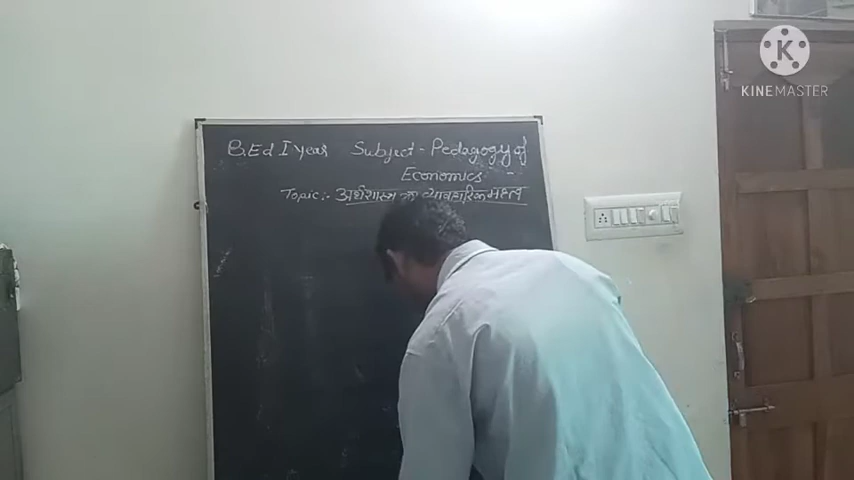 B.Ed I year Subject - Pedagogy of
Economics
Topic :- अर्थशास्त्र का व्यावहारिक महत्व
K
KINEMASTER